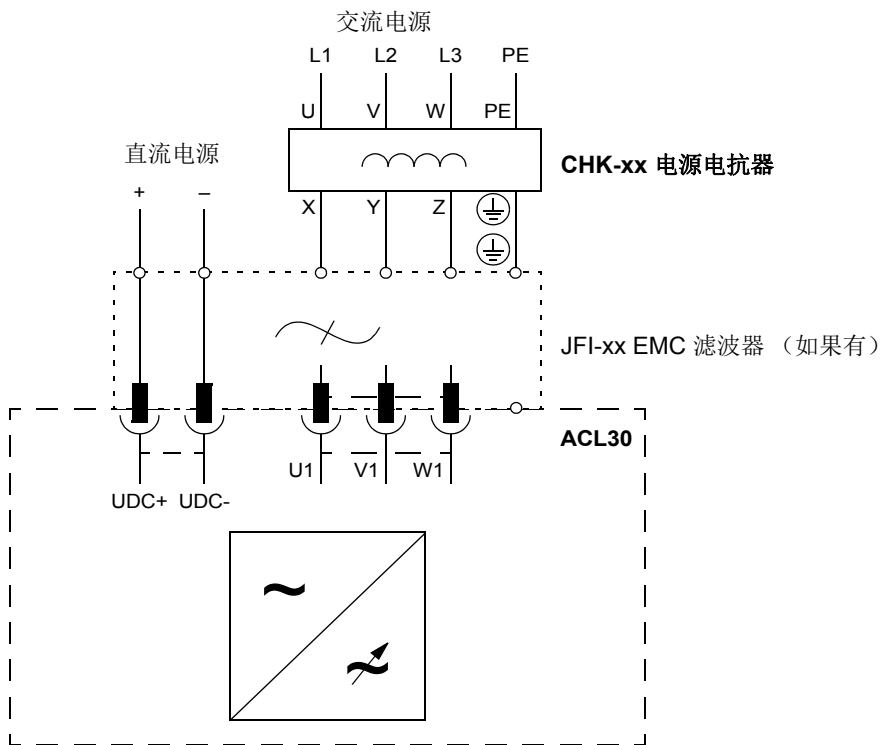 交流电源
L1 L2 L3 PE
U V W PE
直流电源
CHK-xx 电源电抗器
+ –
X Y Z
JFI-xx EMC 滤波器 （如果有）
ACL30
U1 V1 W1
UDC+ UDC-
~
~